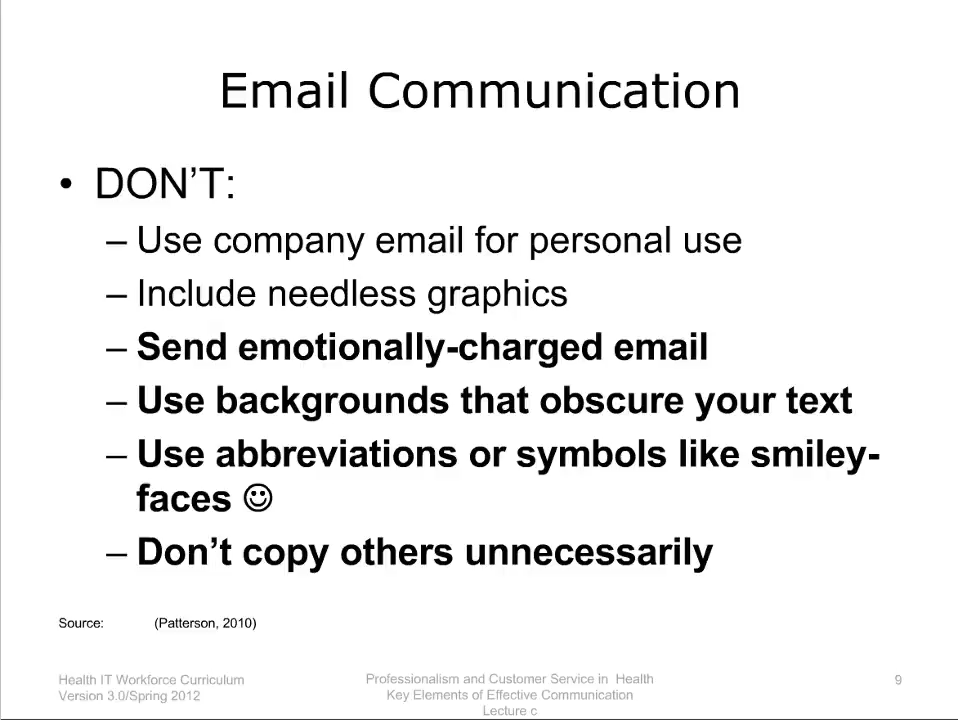 Email Communication
• DON’T:
– Use company email for personal use
– Include needless graphics
– Send emotionally-charged email
– Use backgrounds that obscure your text
– Use abbreviations or symbols like smiley-
faces ☺
– Don’t copy others unnecessarily
Source: (Patterson, 2010)
Health IT Workforce Curriculum
Version 3.0/Spring 2012
Professionalism and Customer Service in Health
Key Elements of Effective Communication
Lecture c
9